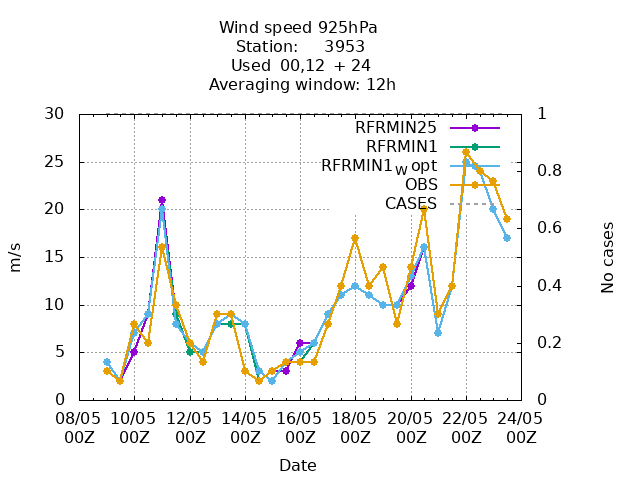 Wind speed 925hPa
Station: 3953
Used 00,12 + 24
Averaging window: 12h
30 1
RFRMIN25
RFRMIN1
25
RFRMIN1w opt
0.8
OBS
CASES
20
0.6
15
m/s
No cases
0.4
10
0.2
5
0 0
08/05 10/05 12/05 14/05 16/05 18/05 20/05 22/05 24/05
00Z 00Z 00Z 00Z 00Z 00Z 00Z 00Z 00Z
Date